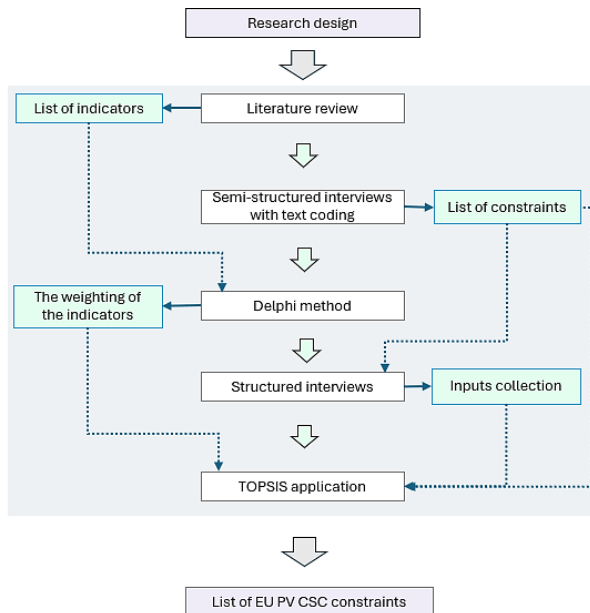 Research design
List of indicators
Literature review
Semi-structured interviews
with text coding
List of constraints
The weighting of
the indicators
Delphi method
Structured interviews
Inputs collection
TOPSIS application
List of EU PV CSC constraints